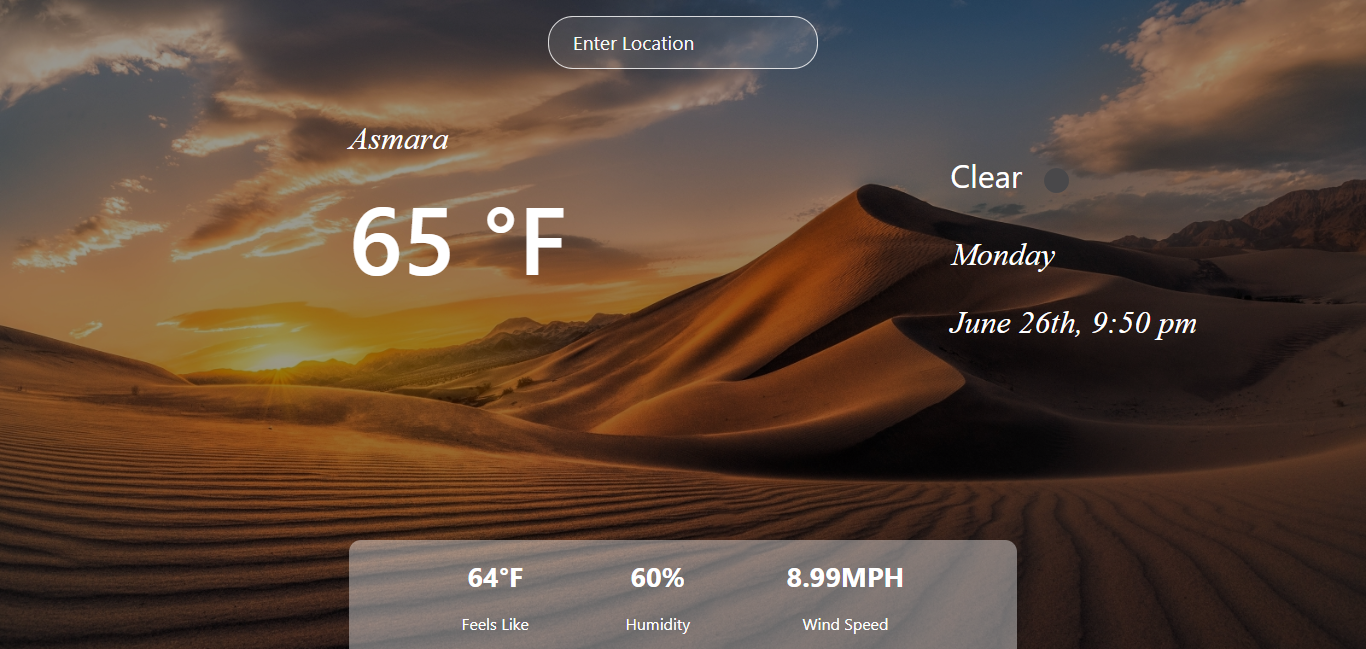 Enter Location
Asmara
65 °F
Clear
Monday
June 26th, 9:50 pm
64°F
60%
8.99MPH
Feels Like
Humidity
Wind Speed